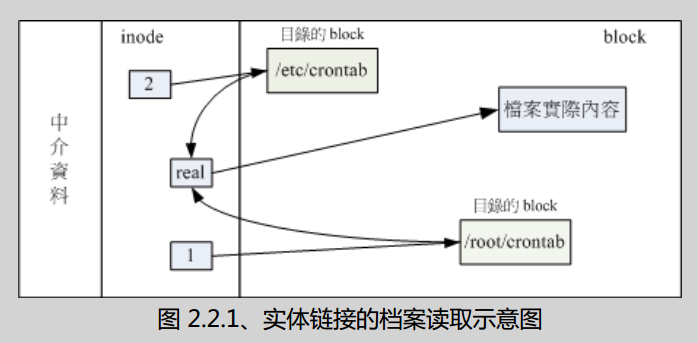 inode
block
目錄的 block
/etc/crontab
2
中介資料
檔案實際內容
real
目錄的 block
/root/crontab
1
图 2.2.1、实体链接的档案读取示意图